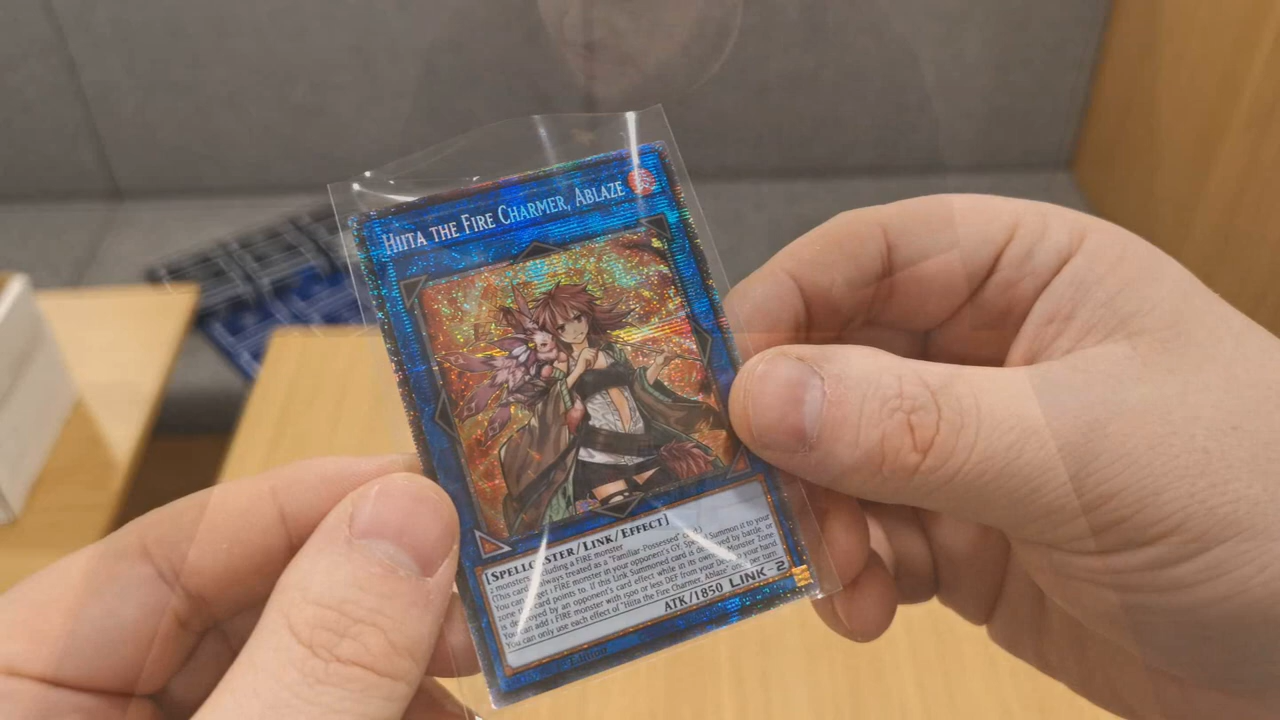 Hiita the Fire Charmer, Ablaze
[Spellcaster/Link/Effect]
2 monsters, including a FIRE monster
(This card is always treated as a "Familiar-Possessed" card.)
You can target 1 FIRE monster in your opponent's GY; Special Summon it to your
zone this card points to. If this Link Summoned card is destroyed by battle, or
is destroyed by an opponent's card effect while in its owner's Monster Zone:
You can add 1 FIRE monster with 1500 or less DEF from your Deck to your hand.
You can only use each effect of "Hiita the Fire Charmer, Ablaze" once per turn.
ATK/1850 LINK-2
Edition